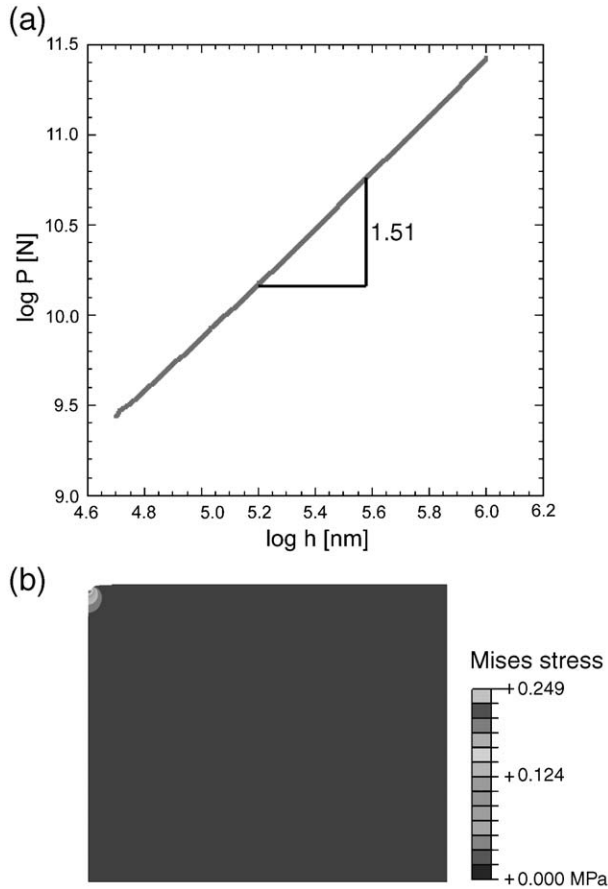 (a)
11.5
11.0
10.5
10.0
9.5
9.0
log P [N]
1.51
4.6 4.8 5.0 5.2 5.4 5.6 5.8 6.0 6.2
log h [nm]
(b)
Mises stress
+0.249
+0.124
+0.000 MPa